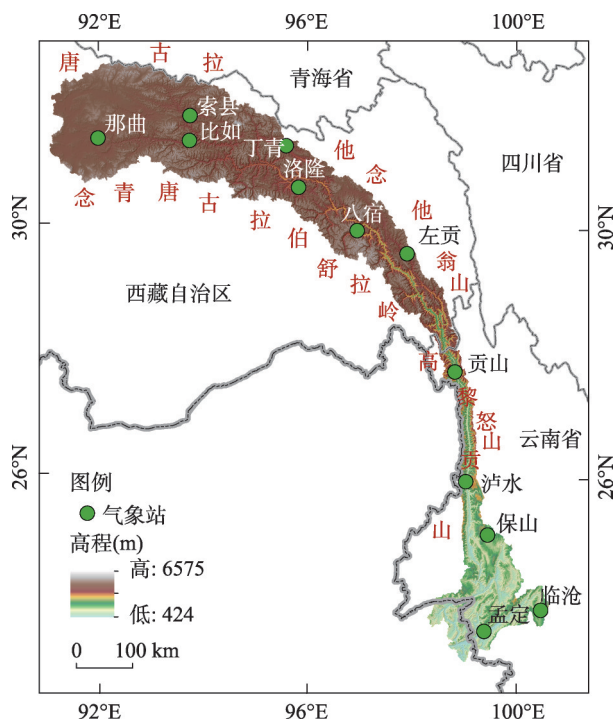 92°E
96°E
100°E
唐古拉
青海省
索县
那曲
比如
丁青
洛隆
他念他翁山
四川省
30°N
30°N
念青唐古拉
八宿
左贡
伯舒拉岭
西藏自治区
贡山
高黎贡山
怒山
云南省
26°N
26°N
泸水
图例
气象站
保山
高程(m)
高: 6575
低: 424
临沧
孟定
0 100 km
92°E
96°E
100°E